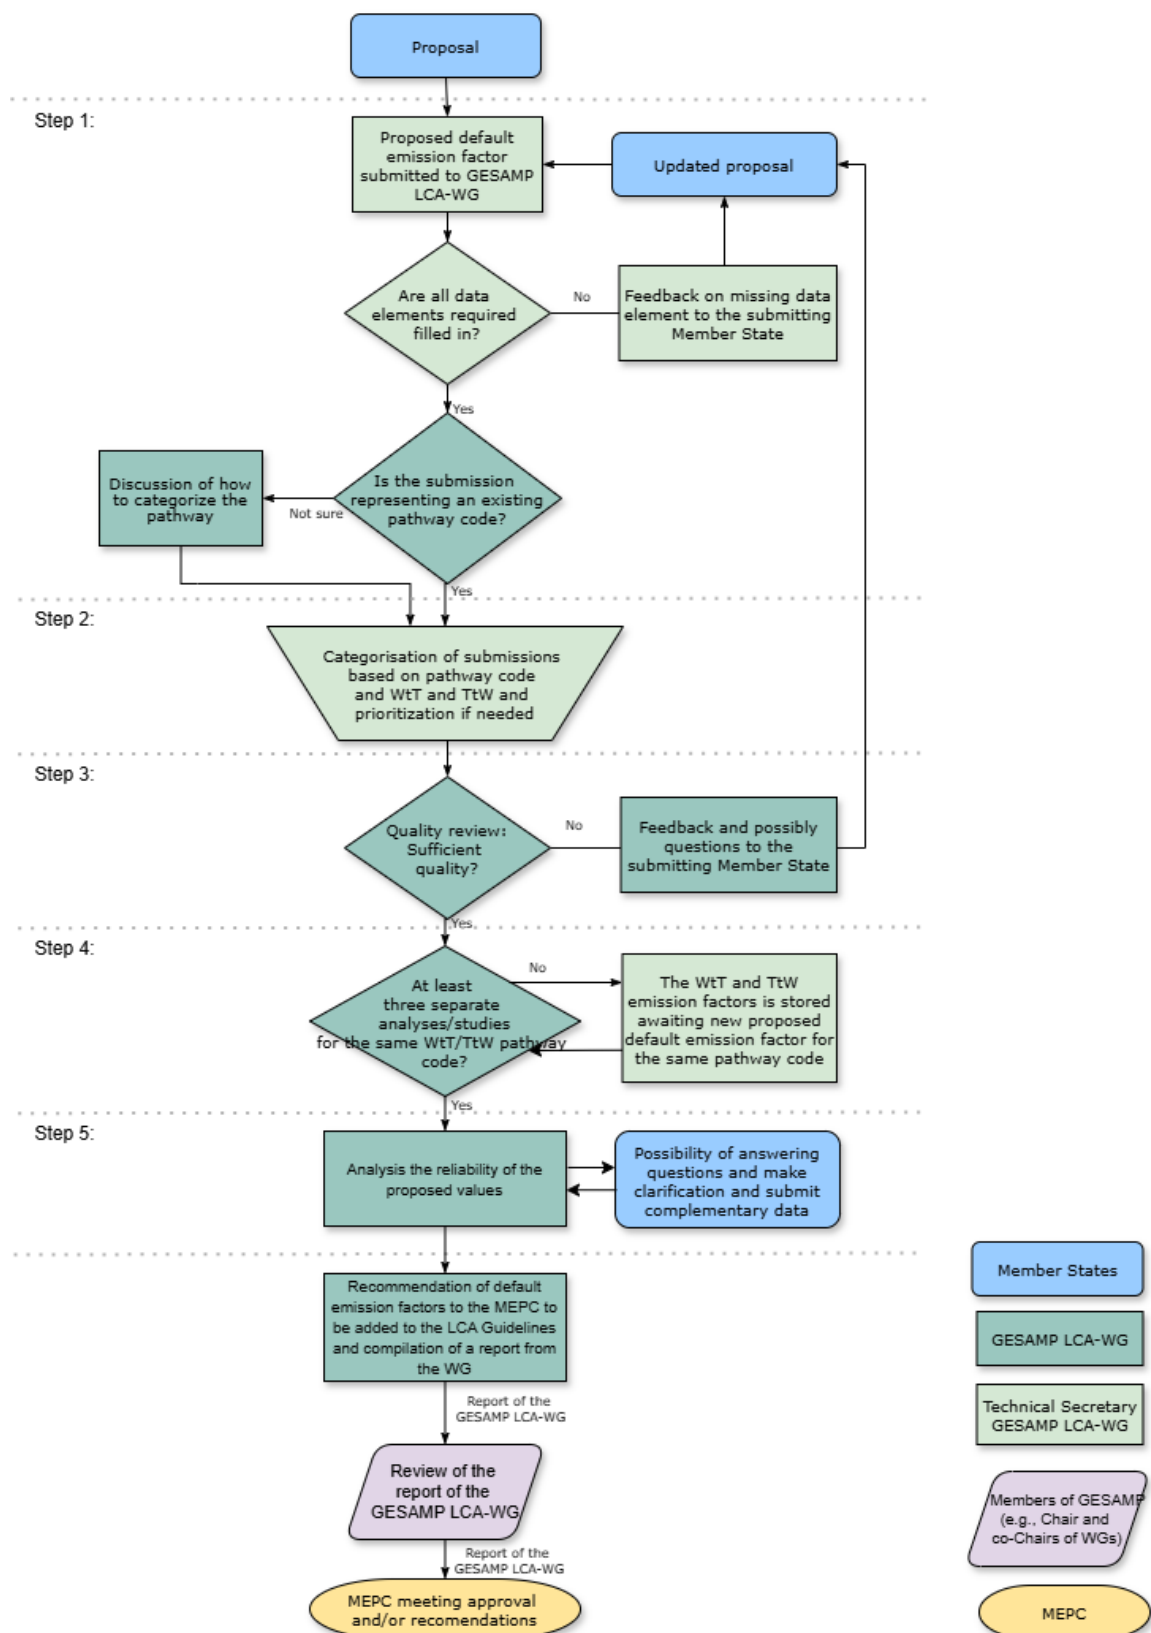 Proposal
Step 1:
Proposed default
emission factor
submitted to GESAMP
LCA-WG
Updated proposal
Are all data
elements required
filled in?
No
Feedback on missing data
element to the submitting
Member State
Yes
Is the submission
representing an existing
pathway code?
Not sure
Discussion of how
to categorize the
pathway
Yes
Step 2:
Categorisation of submissions
based on pathway code
and WtT and TtW and
prioritization if needed
Step 3:
Quality review:
Sufficient
quality?
No
Feedback and possibly
questions to the
submitting Member State
Yes
Step 4:
At least
three separate
analyses/studies
for the same WtT/TtW pathway
code?
No
The WtT and TtW
emission factors is stored
awaiting new proposed
default emission factor for
the same pathway code
Yes
Step 5:
Analysis the reliability of the
proposed values
Possibility of answering
questions and make
clarification and submit
complementary data
Recommendation of default
emission factors to the MEPC to
be added to the LCA Guidelines
and compilation of a report from
the WG
Report of the
GESAMP LCA-WG
Review of the
report of the
GESAMP LCA-WG
Report of the
GESAMP LCA-WG
MEPC meeting approval
and/or recomendations
Member States
GESAMP LCA-WG
Technical Secretary
GESAMP LCA-WG
Members of GESAMP
(e.g., Chair and
co-Chairs of WGs)
MEPC